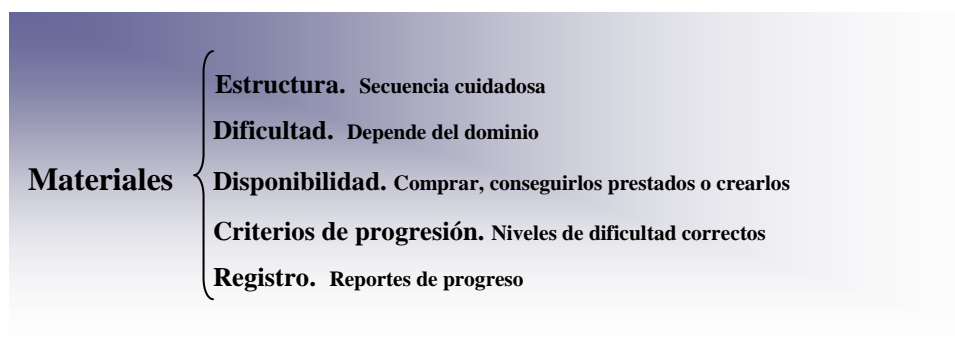 Estructura. Secuencia cuidadosa
Dificultad. Depende del dominio
Materiales
Disponibilidad. Comprar, conseguirlos prestados o crearlos
Criterios de progresión. Niveles de dificultad correctos
Registro. Reportes de progreso